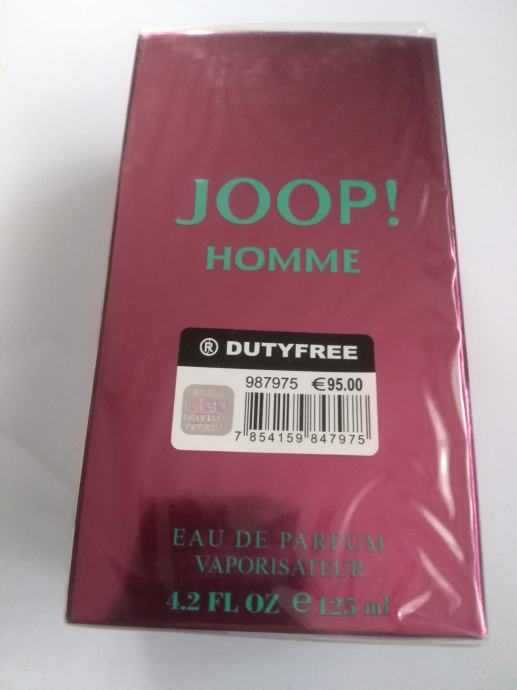 JOOP!
HOMME
DUTYFREE
987975 €95.00
ORIGINAL
7 854159 847975
EAU DE PARFUM
VAPORISATEUR
4.2 FL OZ e 125 ml